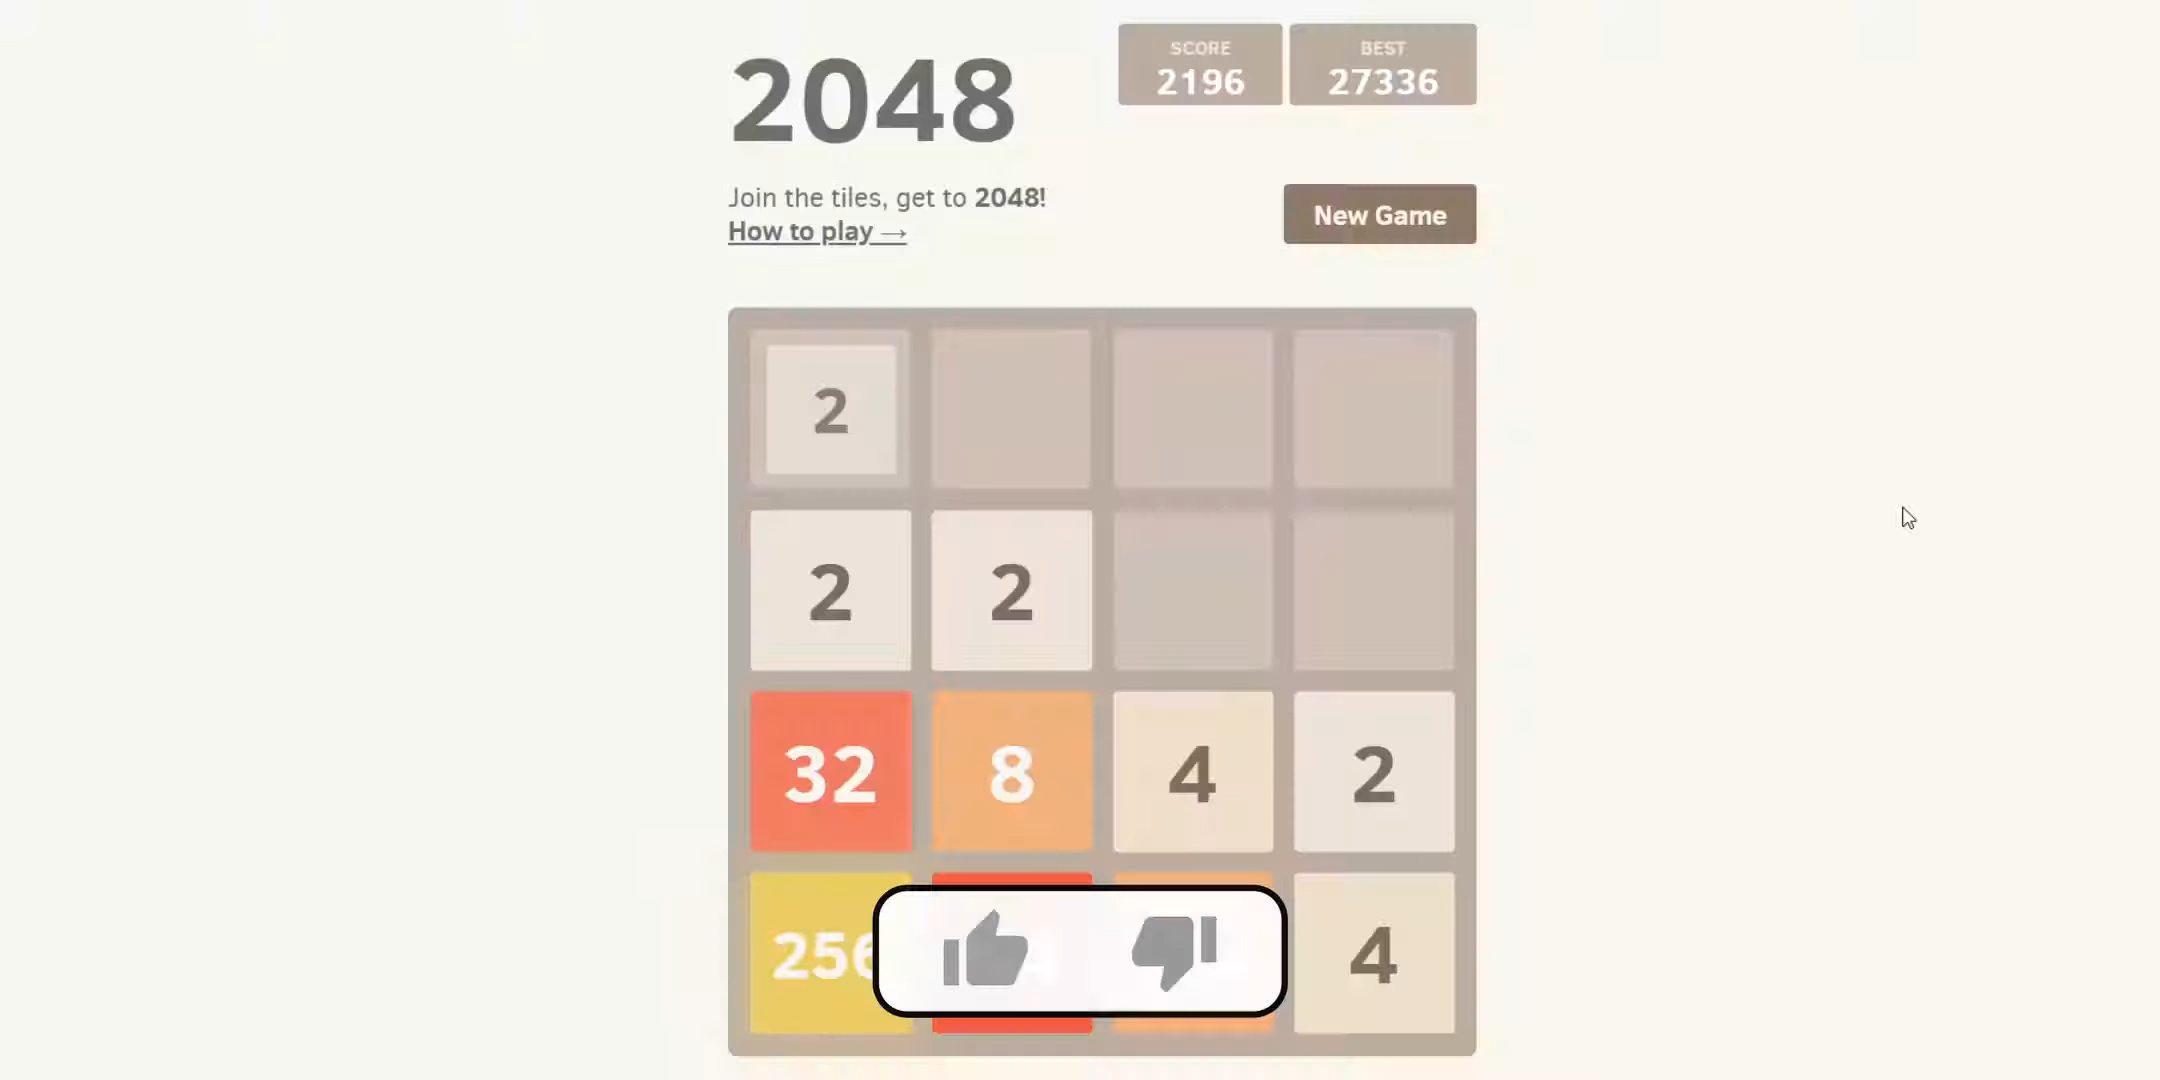 2048
SCORE
2196
BEST
27336
Join the tiles, get to 2048!
How to play →
New Game
2
2 2
32 8 4 2
256 4